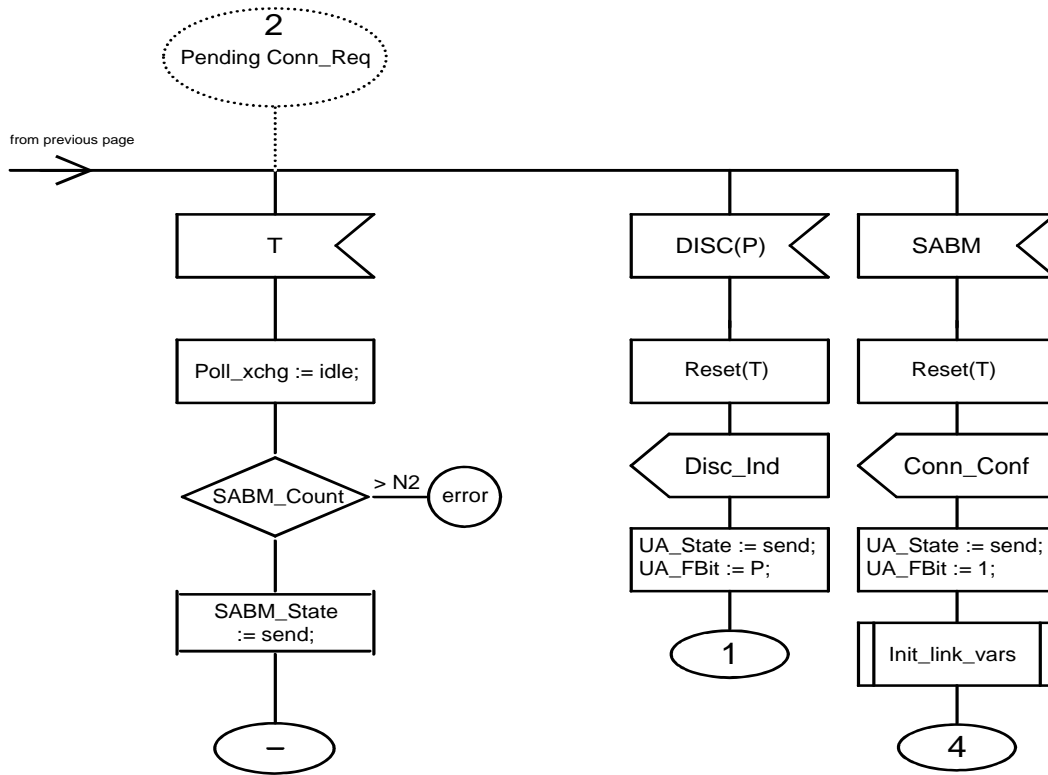 2
Pending Conn_Req
from previous page
T
DISC(P)
SABM
Poll_xchg := idle;
Reset(T)
Reset(T)
SABM_Count
> N2
error
Disc_Ind
Conn_Conf
UA_State := send;
UA_FBit := P;
UA_State := send;
UA_FBit := 1;
SABM_State
:= send;
1
Init_link_vars
–
4